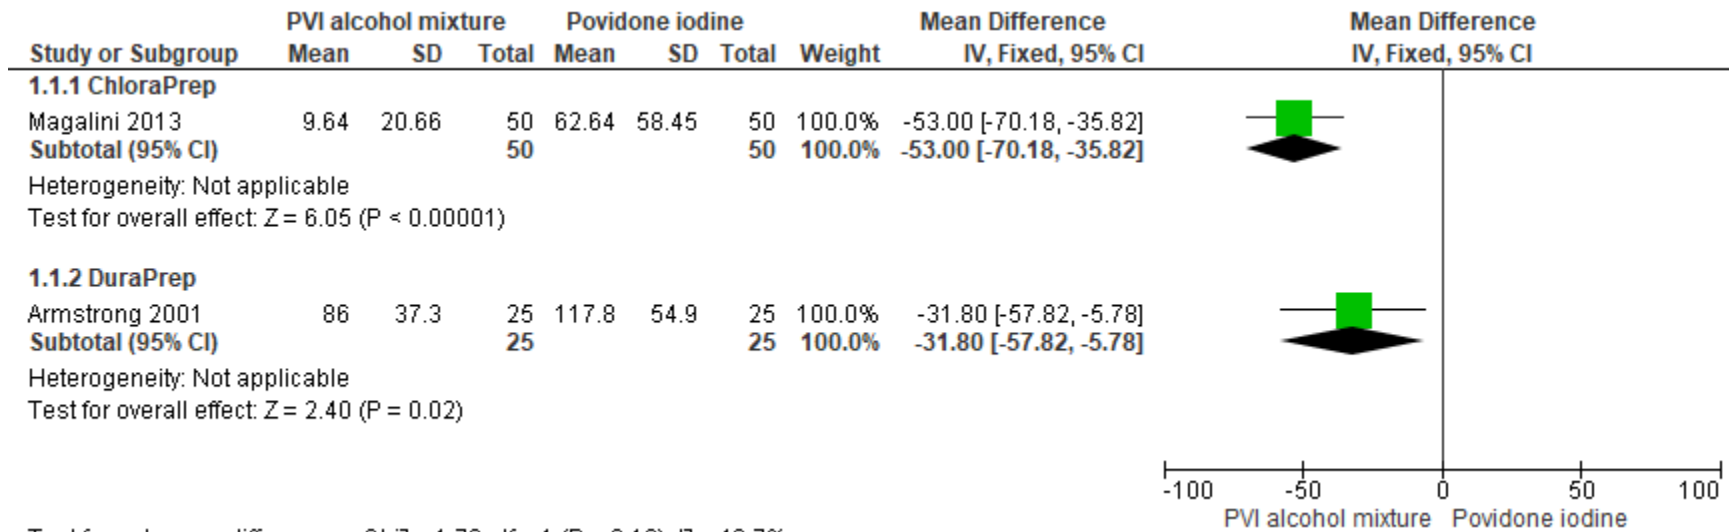 PVI alcohol mixture Povidone iodine Mean Difference Mean Difference
Study or Subgroup Mean SD Total Mean SD Total Weight IV, Fixed, 95% CI IV, Fixed, 95% CI
1.1.1 ChloraPrep
Magalini 2013 9.64 20.66 50 62.64 58.45 50 100.0% -53.00 [-70.18, -35.82]
Subtotal (95% CI) 50 50 100.0% -53.00 [-70.18, -35.82]
Heterogeneity: Not applicable
Test for overall effect: Z = 6.05 (P < 0.00001)
1.1.2 DuraPrep
Armstrong 2001 86 37.3 25 117.8 54.9 25 100.0% -31.80 [-57.82, -5.78]
Subtotal (95% CI) 25 25 100.0% -31.80 [-57.82, -5.78]
Heterogeneity: Not applicable
Test for overall effect: Z = 2.40 (P = 0.02)
-100 -50 0 50 100
PVI alcohol mixture Povidone iodine